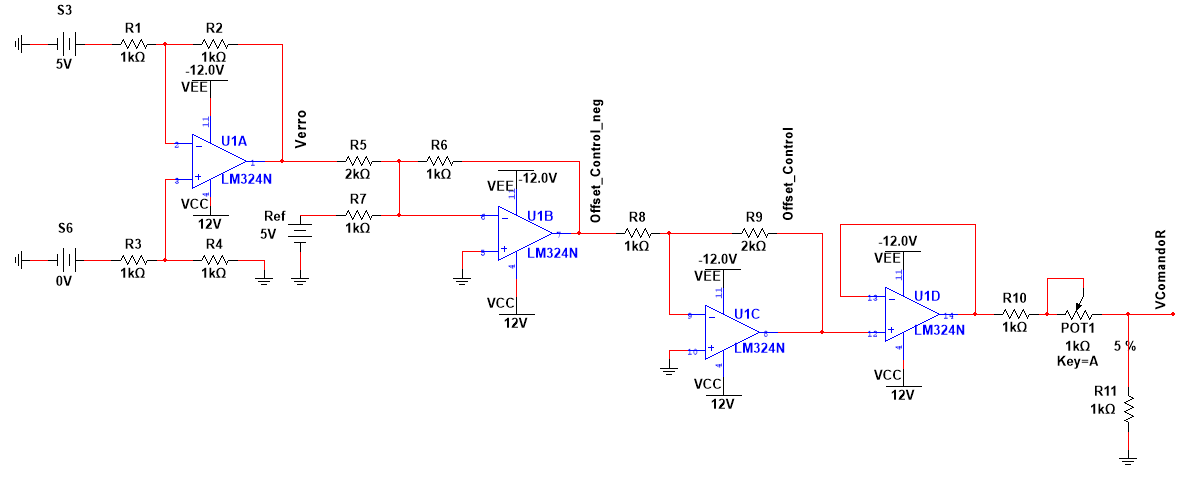 S3
5V
R1
1kΩ
R2
1kΩ
-12.0V
VEE
11
U1A
2
3
1
4
LM324N
VCC
12V
S6
0V
R3
1kΩ
R4
1kΩ
Verro
R5
2kΩ
R6
1kΩ
Ref
5V
R7
1kΩ
-12.0V
VEE
11
U1B
6
5
7
4
LM324N
VCC
12V
Offset_Control_neg
R8
1kΩ
R9
2kΩ
Offset_Control
-12.0V
VEE
11
U1C
9
10
8
4
LM324N
VCC
12V
-12.0V
VEE
11
U1D
13
12
14
4
LM324N
VCC
12V
R10
1kΩ
POT1
1kΩ
5 %
Key=A
VComandoR
R11
1kΩ